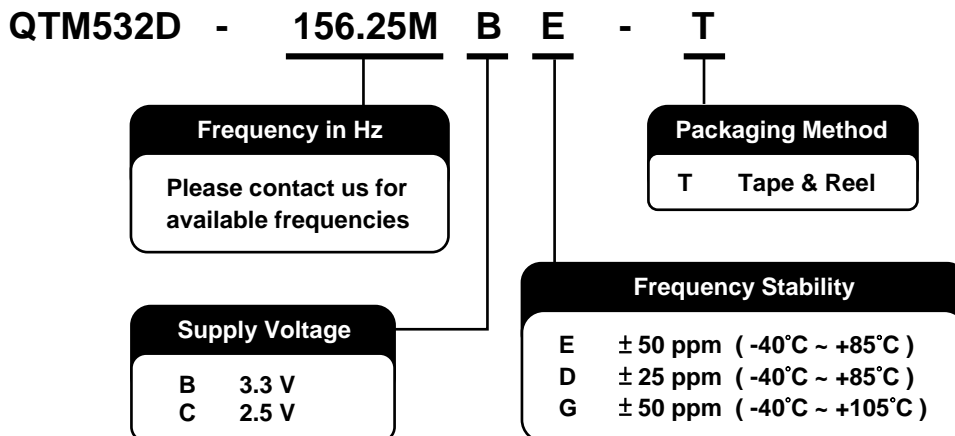 QTM532D - 156.25M B E - T
Frequency in Hz
Please contact us for
available frequencies
Packaging Method
T Tape & Reel
Supply Voltage
B 3.3 V
C 2.5 V
Frequency Stability
E ± 50 ppm ( -40°C ~ +85°C )
D ± 25 ppm ( -40°C ~ +85°C )
G ± 50 ppm ( -40°C ~ +105°C )